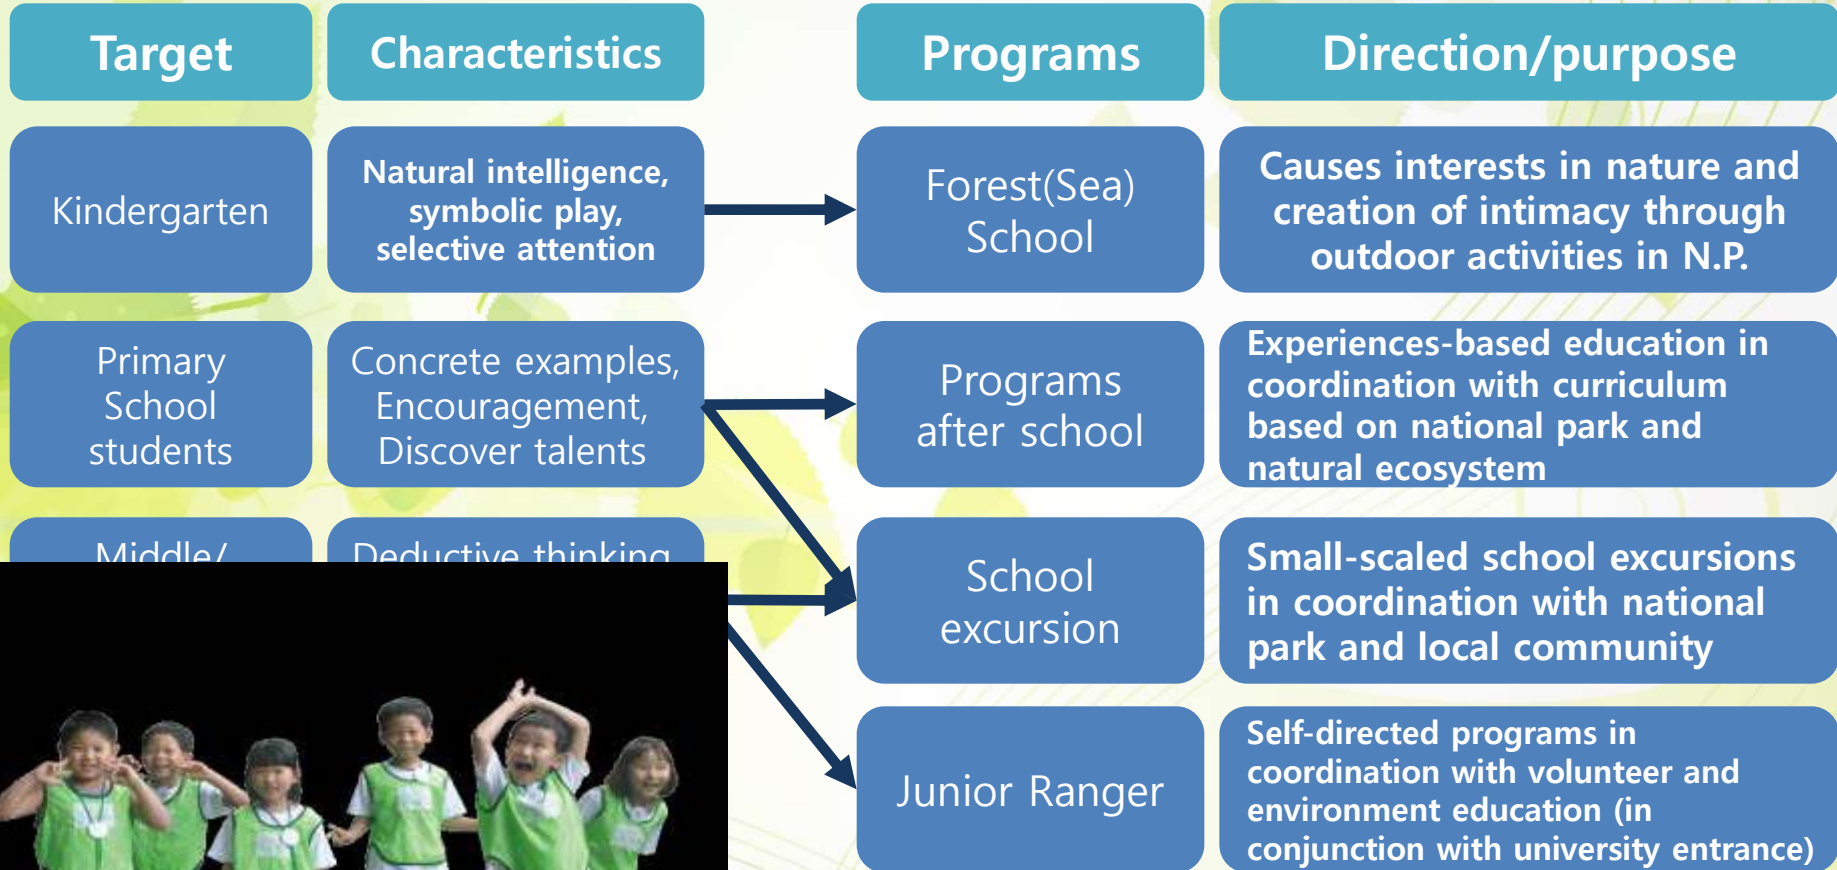 Target
Characteristics
Programs
Direction/purpose
Kindergarten
Natural intelligence,
symbolic play,
selective attention
Forest(Sea)
School
Causes interests in nature and
creation of intimacy through
outdoor activities in N.P.
Primary
School
students
Concrete examples,
Encouragement,
Discover talents
Programs
after school
Experiences-based education in
coordination with curriculum
based on national park and
natural ecosystem
Middle/
Deductive thinking
School
excursion
Small-scaled school excursions
in coordination with national
park and local community
Junior Ranger
Self-directed programs in
coordination with volunteer and
environment education (in
conjunction with university entrance)